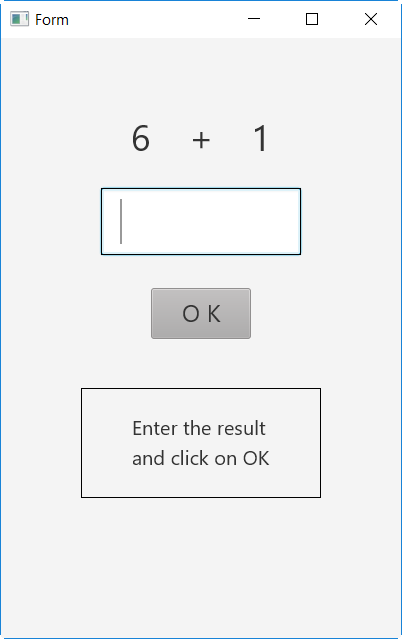 Form
6 + 1
O K
Enter the result
and click on OK